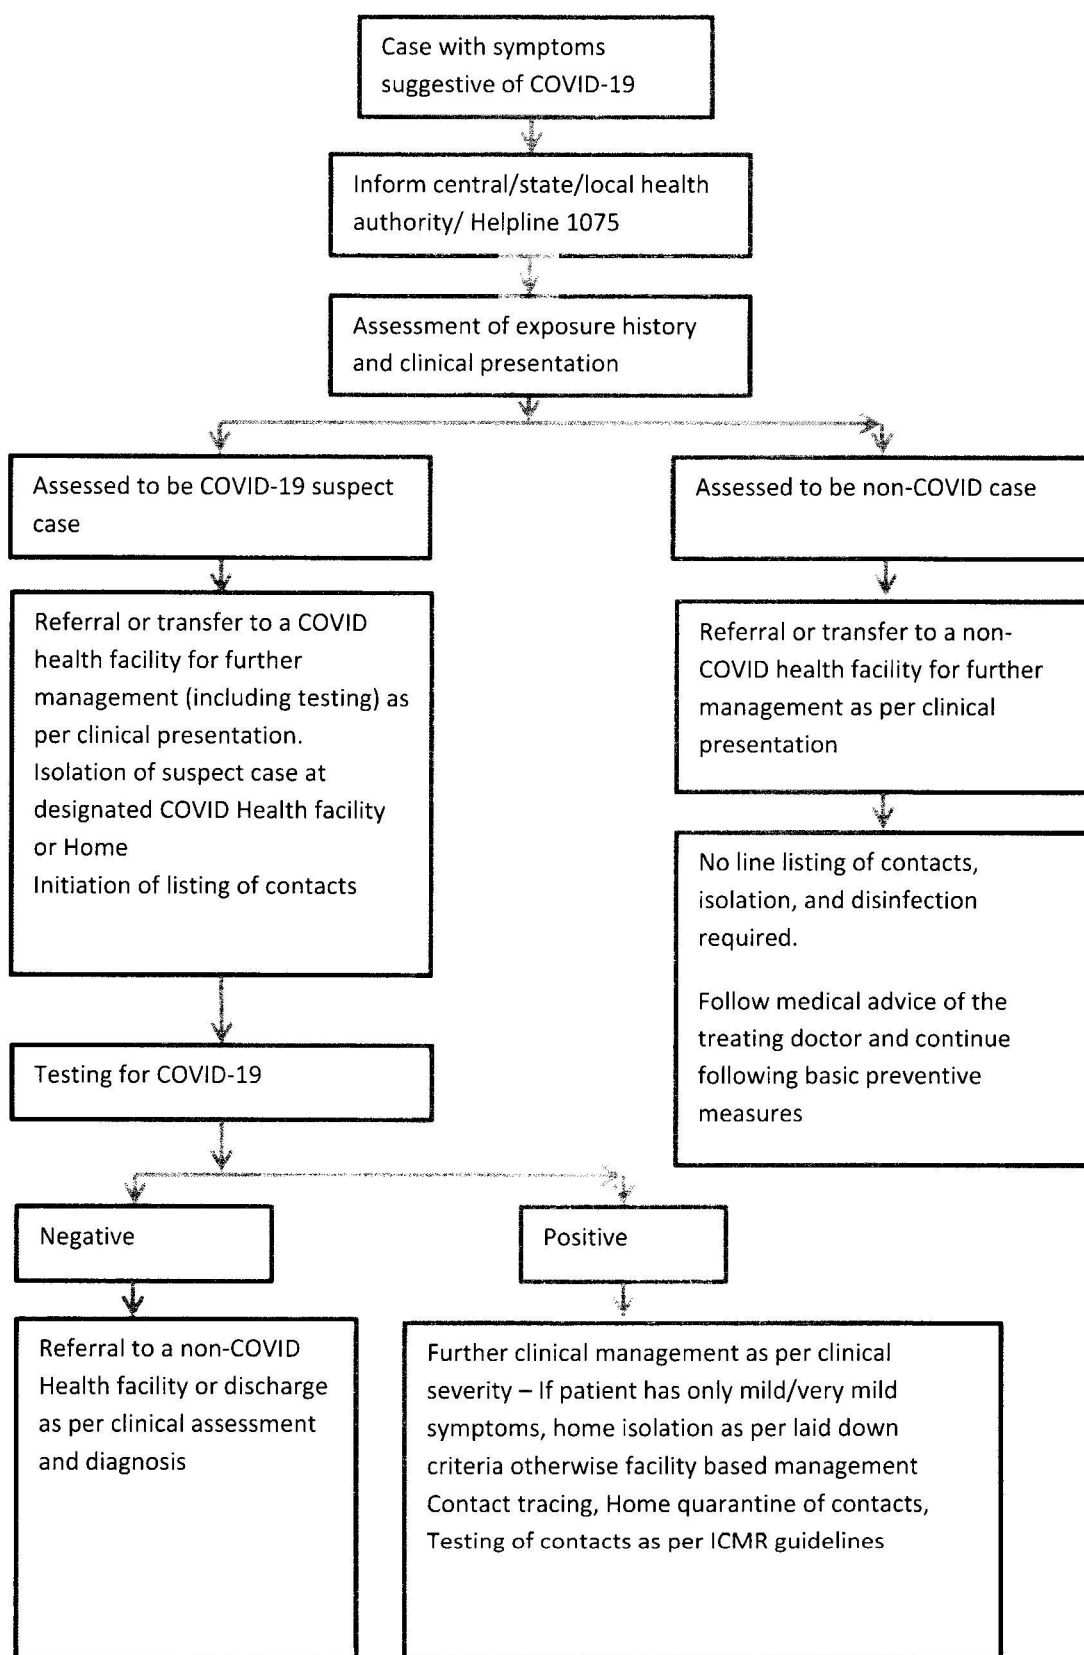 Case with symptoms
suggestive of COVID-19
Inform central/state/local health
authority/ Helpline 1075
Assessment of exposure history
and clinical presentation
Assessed to be COVID-19 suspect
case
Assessed to be non-COVID case
Referral or transfer to a COVID
health facility for further
management (including testing) as
per clinical presentation.
Isolation of suspect case at
designated COVID Health facility
or Home
Initiation of listing of contacts
Referral or transfer to a non-
COVID health facility for further
management as per clinical
presentation
No line listing of contacts,
isolation, and disinfection
required.
Follow medical advice of the
treating doctor and continue
following basic preventive
measures
Testing for COVID-19
Negative
Positive
Referral to a non-COVID
Health facility or discharge
as per clinical assessment
and diagnosis
Further clinical management as per clinical
severity – If patient has only mild/very mild
symptoms, home isolation as per laid down
criteria otherwise facility based management
Contact tracing, Home quarantine of contacts,
Testing of contacts as per ICMR guidelines